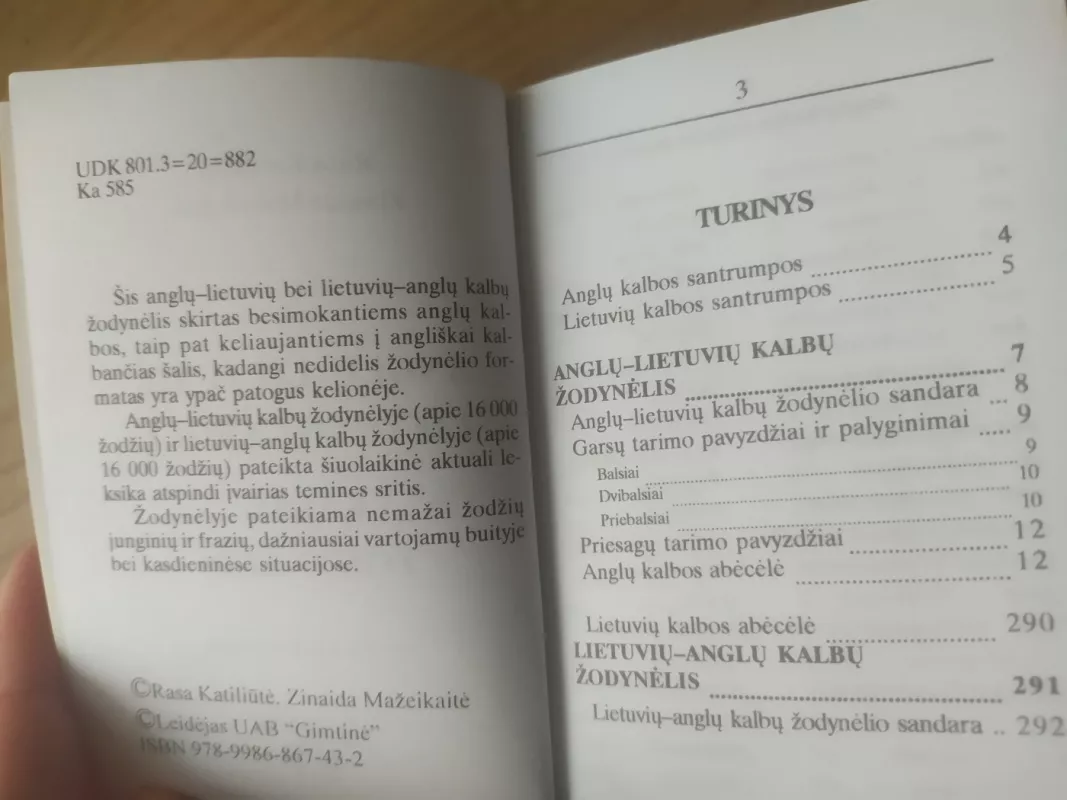 UDK 801.3=20=882
Ka 585
Šis anglų–lietuvių bei lietuvių–anglų kalbų
žodynėlis skirtas besimokantiems anglų kal-
bos, taip pat keliaujantiems į angliškai kal-
bančias šalis, kadangi nedidelis žodynėlio for-
matas yra ypač patogus kelionėje.
Anglų–lietuvių kalbų žodynėlyje (apie 16 000
žodžių) ir lietuvių–anglų kalbų žodynėlyje (apie
16 000 žodžių) pateikta šiuolaikinė aktuali le-
ksika atspindi įvairias temines sritis.
Žodynėlyje pateikiama nemažai žodžių
junginių ir frazių, dažniausiai vartojamų buityje
bei kasdieninėse situacijose.
©Rasa Katiliūtė, Zinaida Mažeikaitė
©Leidėjas UAB “Gimtinė”
ISBN 978-9986-867-43-2
3
TURINYS
Anglų kalbos santrumpos ........................ 4
Lietuvių kalbos santrumpos ..................... 5
ANGLŲ–LIETUVIŲ KALBŲ
ŽODYNĖLIS ........................................ 7
Anglų–lietuvių kalbų žodynėlio sandara ... 8
Garsų tarimo pavyzdžiai ir palyginimai ..... 9
Balsiai ........................................ 9
Dvibalsiai ........................................ 10
Priebalsiai ........................................ 10
Priesagų tarimo pavyzdžiai ..................... 12
Anglų kalbos abėcėlė ........................... 12
Lietuvių kalbos abėcėlė ........................ 290
LIETUVIŲ–ANGLŲ KALBŲ
ŽODYNĖLIS ........................................ 291
Lietuvių–anglų kalbų žodynėlio sandara .. 292